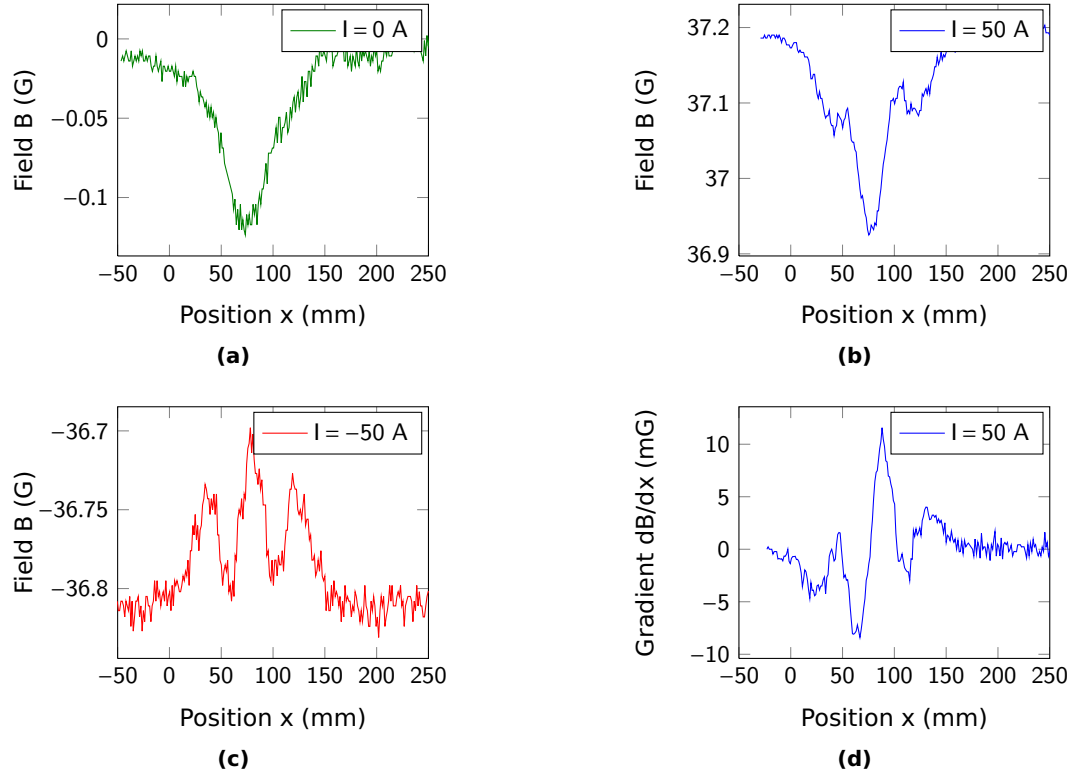 I = 0 A
0
−0.05
−0.1
Field B (G)
−50 0 50 100 150 200 250
Position x (mm)
(a)
I = 50 A
37.2
37.1
37
36.9
Field B (G)
−50 0 50 100 150 200 250
Position x (mm)
(b)
I = −50 A
−36.7
−36.75
−36.8
Field B (G)
−50 0 50 100 150 200 250
Position x (mm)
(c)
I = 50 A
10
5
0
−5
−10
Gradient dB/dx (mG)
−50 0 50 100 150 200 250
Position x (mm)
(d)